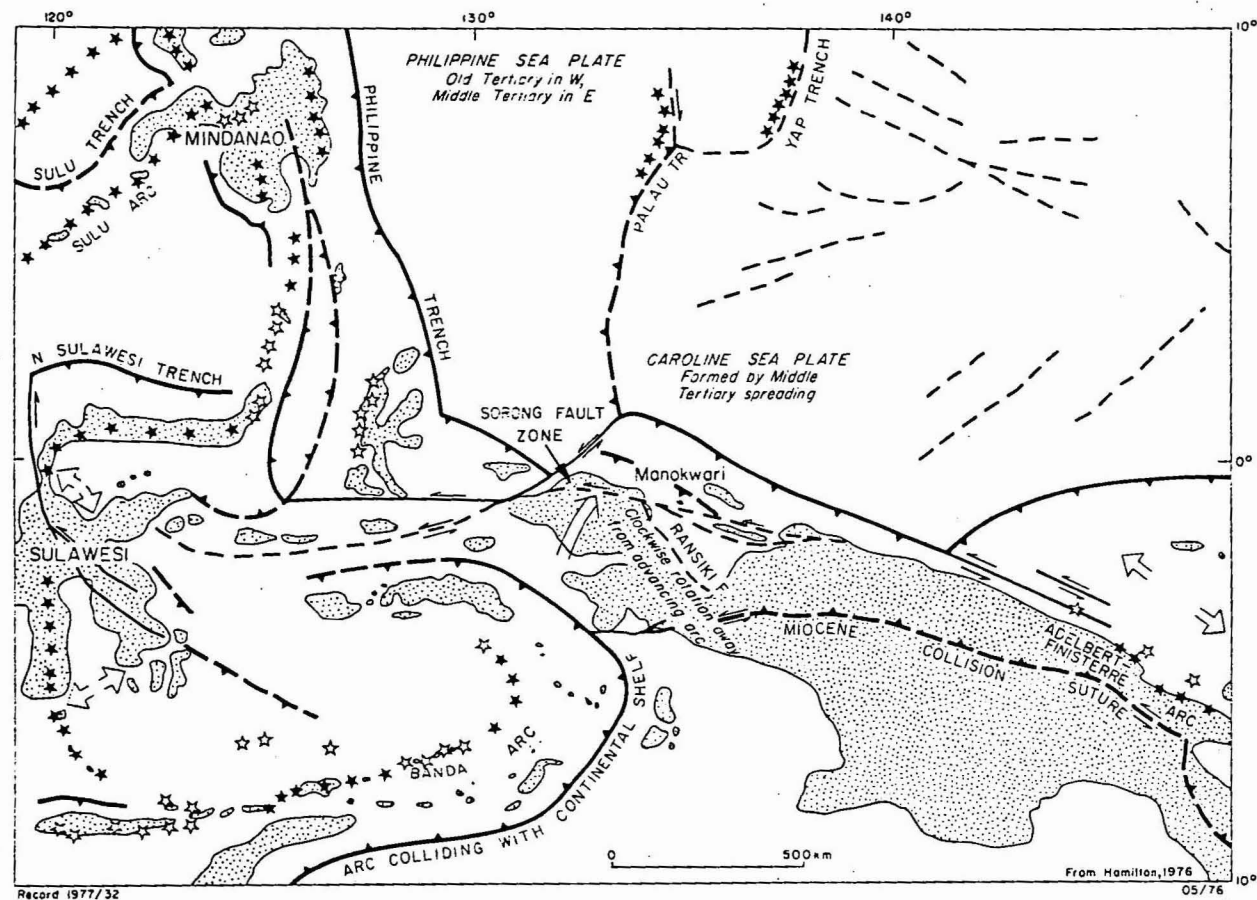 120°
130°
140°
10°
PHILIPPINE SEA PLATE
Old Tertiary in W,
Middle Tertiary in E
PHILIPPINE
TRENCH
YAP TRENCH
PALAU TR
SULU TRENCH
MINDANAO
SULU ARC
N SULAWESI TRENCH
CAROLINE SEA PLATE
Formed by Middle
Tertiary spreading
SORONG FAULT
ZONE
0°
0°
Manokwari
RANSIKI F
Clockwise rotation away
from advancing arc
SULAWESI
MIOCENE
COLLISION
SUTURE
ADELBERT-
FINISTERRE
ARC
BANDA
ARC
ARC COLLIDING WITH CONTINENTAL SHELF
0
500km
From Hamilton, 1976
10°
Record 1977/32
05/76